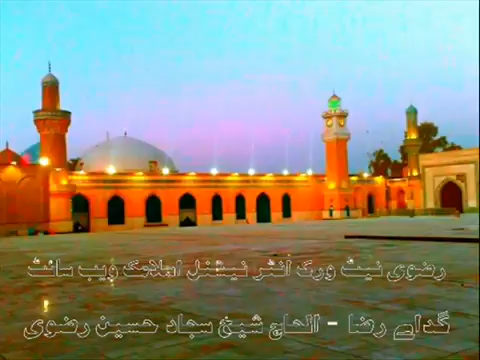 رضوی نیٹ ورک انٹر نیشنل اسلامک ویب سائٹ
گدائے رضا - الحاج شیخ سجاد حسین رضوی